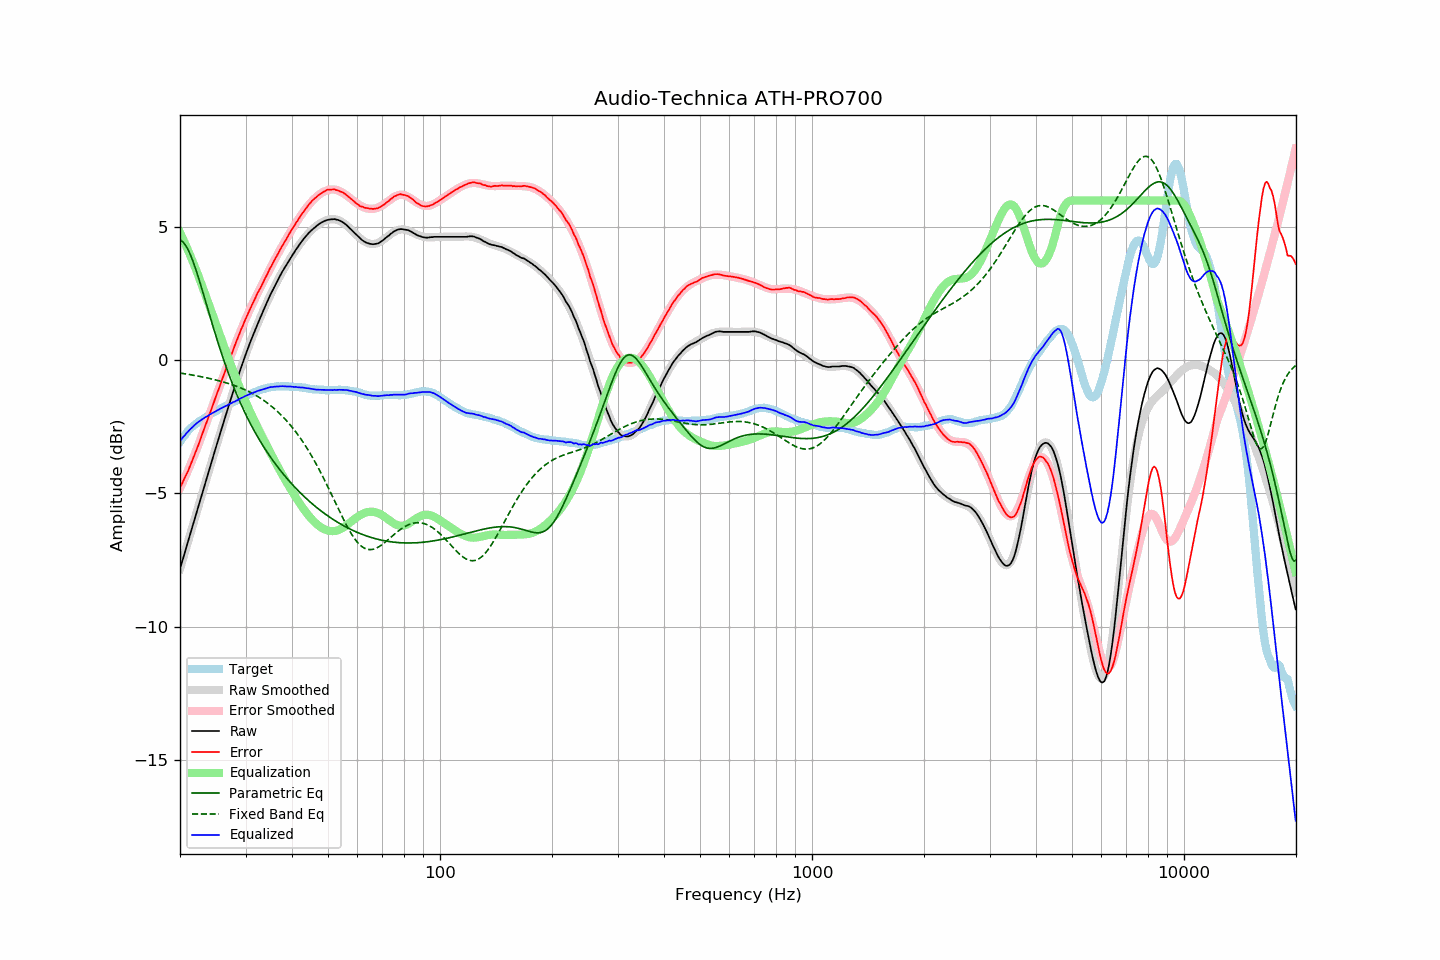 Audio-Technica ATH-PRO700
Amplitude (dBr)
5
0
−5
−10
−15
Target
Raw Smoothed
Error Smoothed
Raw
Error
Equalization
Parametric Eq
Fixed Band Eq
Equalized
100
1000
10000
Frequency (Hz)